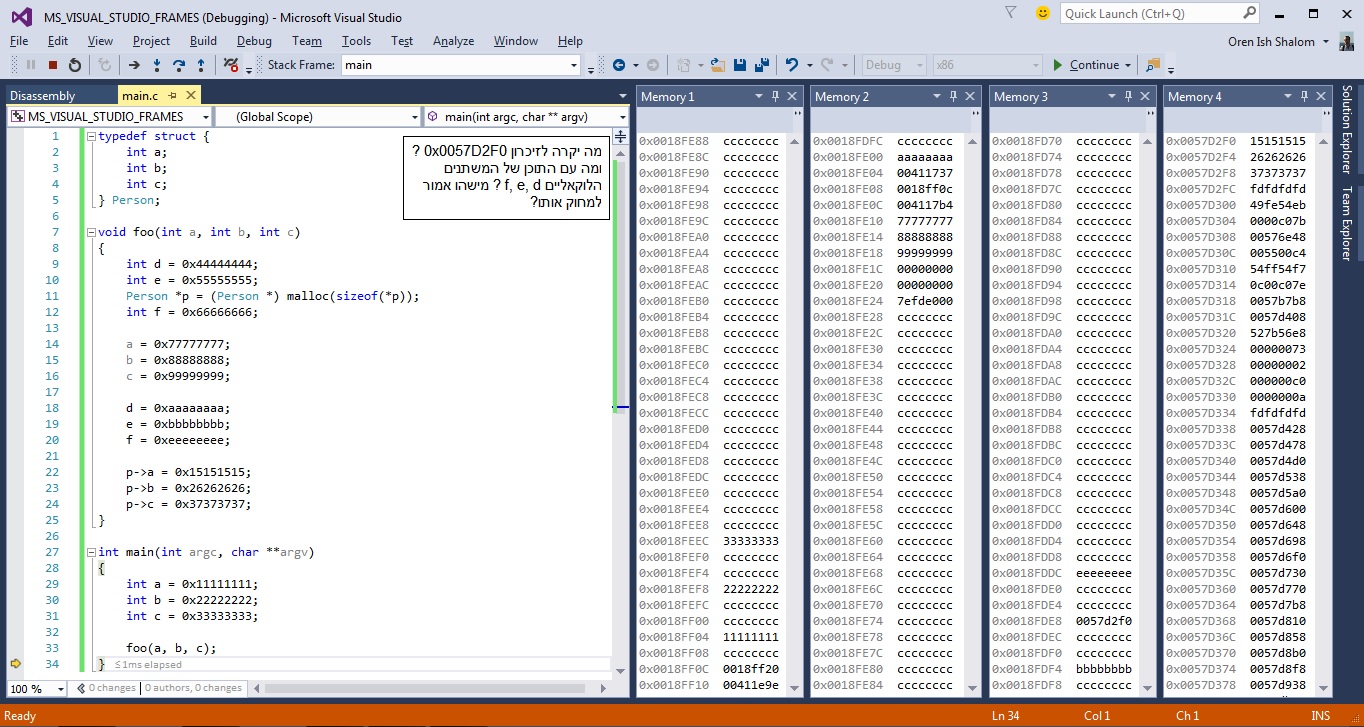 MS_VISUAL_STUDIO_FRAMES (Debugging) - Microsoft Visual Studio
Quick Launch (Ctrl+Q)
File Edit View Project Build Debug Team Tools Test Analyze Window Help
Oren Ish Shalom
Stack Frame: main
Debug x86 Continue
Disassembly main.c
MS_VISUAL_STUDIO_FRAMES (Global Scope) main(int argc, char ** argv)
1 typedef struct {
2 int a;
3 int b;
4 int c;
5 } Person;
6
7 void foo(int a, int b, int c)
8 {
9 int d = 0x44444444;
10 int e = 0x55555555;
11 Person *p = (Person *) malloc(sizeof(*p));
12 int f = 0x66666666;
13
14 a = 0x77777777;
15 b = 0x88888888;
16 c = 0x99999999;
17
18 d = 0xaaaaaaaa;
19 e = 0xbbbbbbbb;
20 f = 0xeeeeeeee;
21
22 p->a = 0x15151515;
23 p->b = 0x26262626;
24 p->c = 0x37373737;
25 }
26
27 int main(int argc, char **argv)
28 {
29 int a = 0x11111111;
30 int b = 0x22222222;
31 int c = 0x33333333;
32
33 foo(a, b, c);
34 } ≤1ms elapsed
מה יקרה לזיכרון 0x0057D2F0 ?
ומה עם התוכן של המשתנים
הלוקאליים f, e, d ? מישהו אמור
למחוק אותו?
100 % 0 changes | 0 authors, 0 changes
Memory 1
0x0018FE88 cccccccc
0x0018FE8C cccccccc
0x0018FE90 cccccccc
0x0018FE94 cccccccc
0x0018FE98 cccccccc
0x0018FE9C cccccccc
0x0018FEA0 cccccccc
0x0018FEA4 cccccccc
0x0018FEA8 cccccccc
0x0018FEAC cccccccc
0x0018FEB0 cccccccc
0x0018FEB4 cccccccc
0x0018FEB8 cccccccc
0x0018FEBC cccccccc
0x0018FEC0 cccccccc
0x0018FEC4 cccccccc
0x0018FEC8 cccccccc
0x0018FECC cccccccc
0x0018FED0 cccccccc
0x0018FED4 cccccccc
0x0018FED8 cccccccc
0x0018FEDC cccccccc
0x0018FEE0 cccccccc
0x0018FEE4 cccccccc
0x0018FEE8 cccccccc
0x0018FEEC 33333333
0x0018FEF0 cccccccc
0x0018FEF4 cccccccc
0x0018FEF8 22222222
0x0018FEFC cccccccc
0x0018FF00 cccccccc
0x0018FF04 11111111
0x0018FF08 cccccccc
0x0018FF0C 0018ff20
0x0018FF10 00411e9e
Memory 2
0x0018FDFC cccccccc
0x0018FE00 aaaaaaaa
0x0018FE04 00411737
0x0018FE08 0018ff0c
0x0018FE0C 004117b4
0x0018FE10 77777777
0x0018FE14 88888888
0x0018FE18 99999999
0x0018FE1C 00000000
0x0018FE20 00000000
0x0018FE24 7efde000
0x0018FE28 cccccccc
0x0018FE2C cccccccc
0x0018FE30 cccccccc
0x0018FE34 cccccccc
0x0018FE38 cccccccc
0x0018FE3C cccccccc
0x0018FE40 cccccccc
0x0018FE44 cccccccc
0x0018FE48 cccccccc
0x0018FE4C cccccccc
0x0018FE50 cccccccc
0x0018FE54 cccccccc
0x0018FE58 cccccccc
0x0018FE5C cccccccc
0x0018FE60 cccccccc
0x0018FE64 cccccccc
0x0018FE68 cccccccc
0x0018FE6C cccccccc
0x0018FE70 cccccccc
0x0018FE74 cccccccc
0x0018FE78 cccccccc
0x0018FE7C cccccccc
0x0018FE80 cccccccc
0x0018FE84 cccccccc
Memory 3
0x0018FD70 cccccccc
0x0018FD74 cccccccc
0x0018FD78 cccccccc
0x0018FD7C cccccccc
0x0018FD80 cccccccc
0x0018FD84 cccccccc
0x0018FD88 cccccccc
0x0018FD8C cccccccc
0x0018FD90 cccccccc
0x0018FD94 cccccccc
0x0018FD98 cccccccc
0x0018FD9C cccccccc
0x0018FDA0 cccccccc
0x0018FDA4 cccccccc
0x0018FDA8 cccccccc
0x0018FDAC cccccccc
0x0018FDB0 cccccccc
0x0018FDB4 cccccccc
0x0018FDB8 cccccccc
0x0018FDBC cccccccc
0x0018FDC0 cccccccc
0x0018FDC4 cccccccc
0x0018FDC8 cccccccc
0x0018FDCC cccccccc
0x0018FDD0 cccccccc
0x0018FDD4 cccccccc
0x0018FDD8 cccccccc
0x0018FDDC eeeeeeee
0x0018FDE0 cccccccc
0x0018FDE4 cccccccc
0x0018FDE8 0057d2f0
0x0018FDEC cccccccc
0x0018FDF0 cccccccc
0x0018FDF4 bbbbbbbb
0x0018FDF8 cccccccc
Memory 4
0x0057D2F0 15151515
0x0057D2F4 26262626
0x0057D2F8 37373737
0x0057D2FC fdfdfdfd
0x0057D300 49fe54eb
0x0057D304 0000c07b
0x0057D308 00576e48
0x0057D30C 005500c4
0x0057D310 54ff54f7
0x0057D314 0c00c07e
0x0057D318 0057b7b8
0x0057D31C 0057d408
0x0057D320 527b56e8
0x0057D324 00000073
0x0057D328 00000002
0x0057D32C 000000c0
0x0057D330 0000000a
0x0057D334 fdfdfdfd
0x0057D338 0057d428
0x0057D33C 0057d478
0x0057D340 0057d4d0
0x0057D344 0057d538
0x0057D348 0057d5a0
0x0057D34C 0057d600
0x0057D350 0057d648
0x0057D354 0057d698
0x0057D358 0057d6f0
0x0057D35C 0057d730
0x0057D360 0057d770
0x0057D364 0057d7b8
0x0057D368 0057d810
0x0057D36C 0057d858
0x0057D370 0057d8b0
0x0057D374 0057d8f8
0x0057D378 0057d938
Solution Explorer
Team Explorer
Ready Ln 34 Col 1 Ch 1 INS